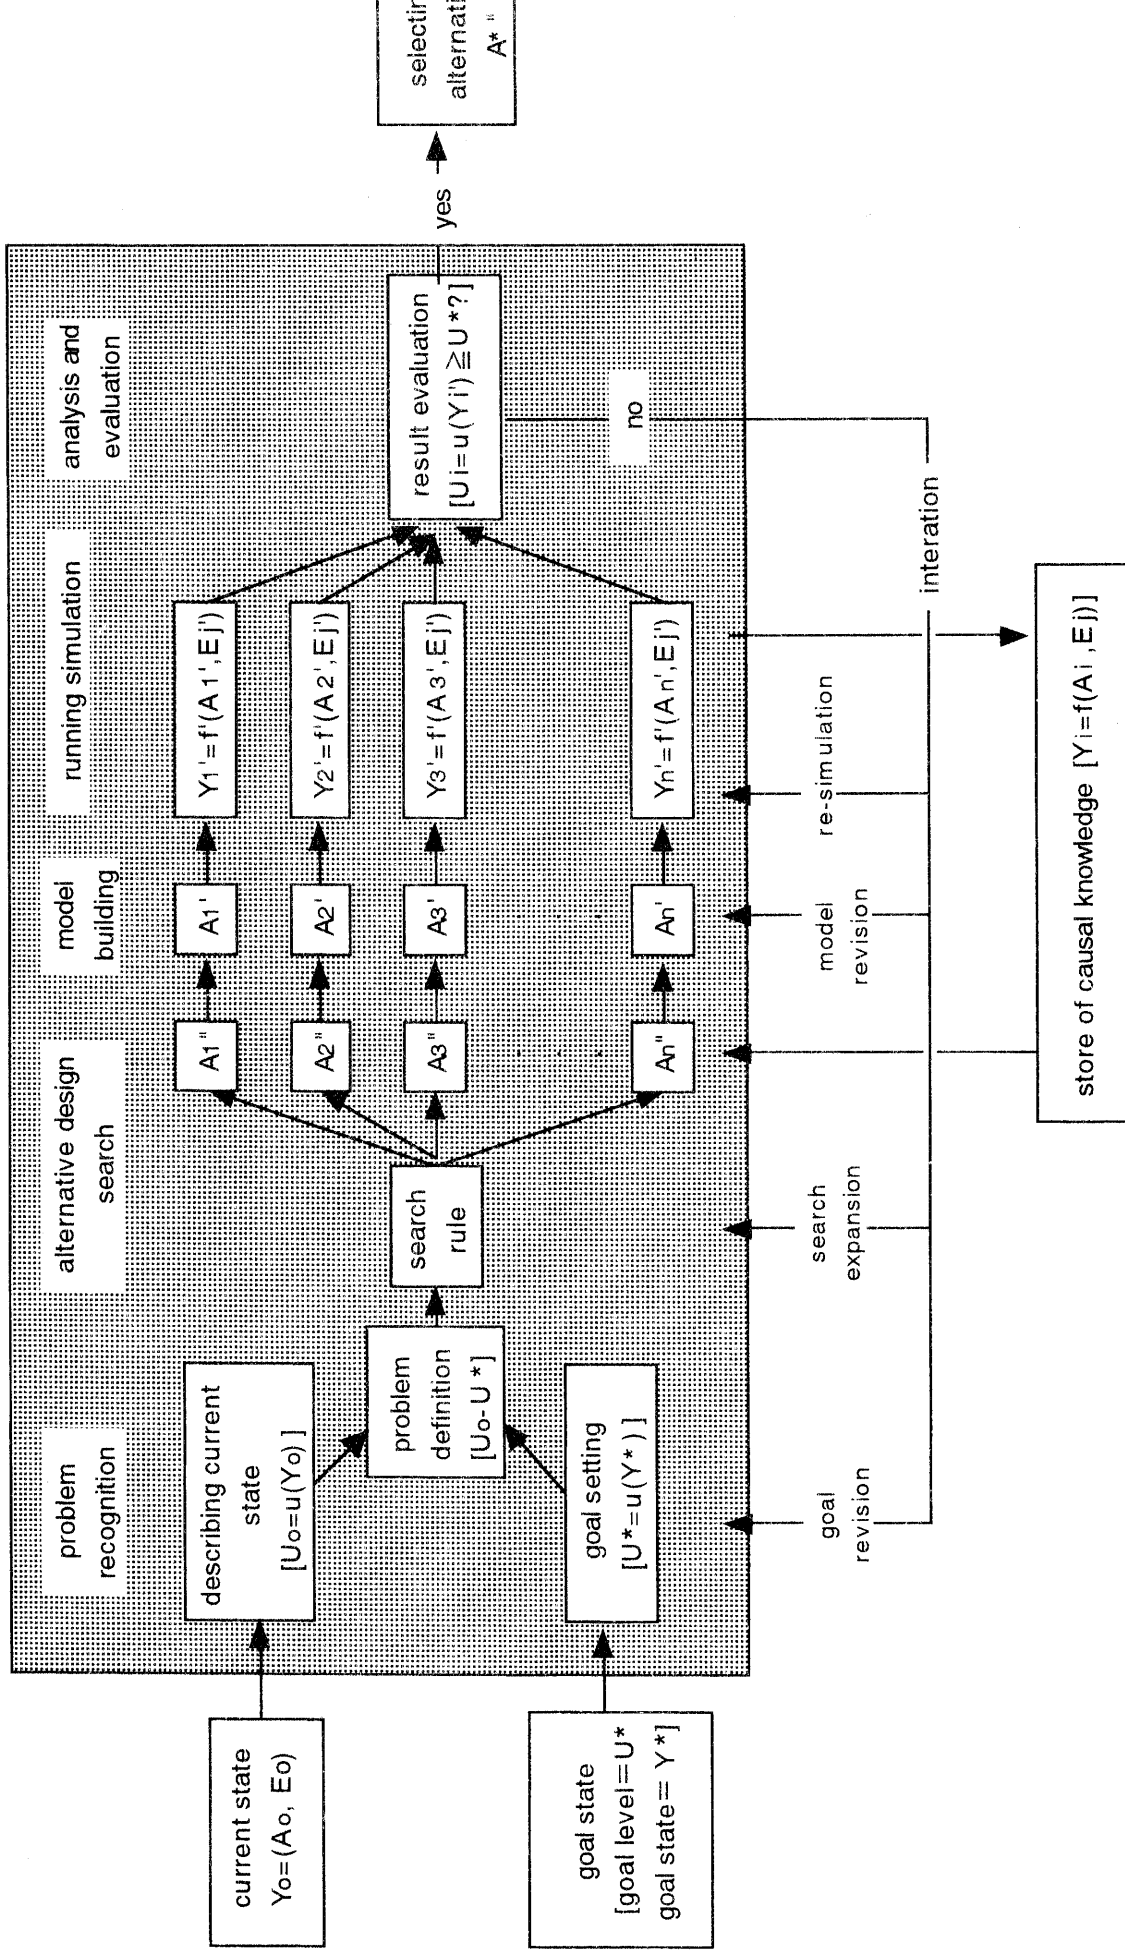 problem
recognition
alternative design
search
model
building
running simulation
analysis and
evaluation
current state
Yo=(Ao, Eo)
goal state
[goal level=U*
goal state= Y*]
describing current
state
[Uo=u(Yo)]
goal setting
[U*=u(Y*)]
problem
definition
[Uo-U*]
search
rule
A1"
A2"
A3"
An"
A1'
A2'
A3'
An'
Y1'=f'(A1',Ej')
Y2'=f'(A2',Ej')
Y3'=f'(A3',Ej')
Yn'=f'(An',Ej')
result evaluation
[Ui=u(Yi')≧U*?]
yes
no
A* "
goal
revision
search
expansion
model
revision
re-simulation
interation
store of causal knowledge [Yi=f(Ai,Ej)]